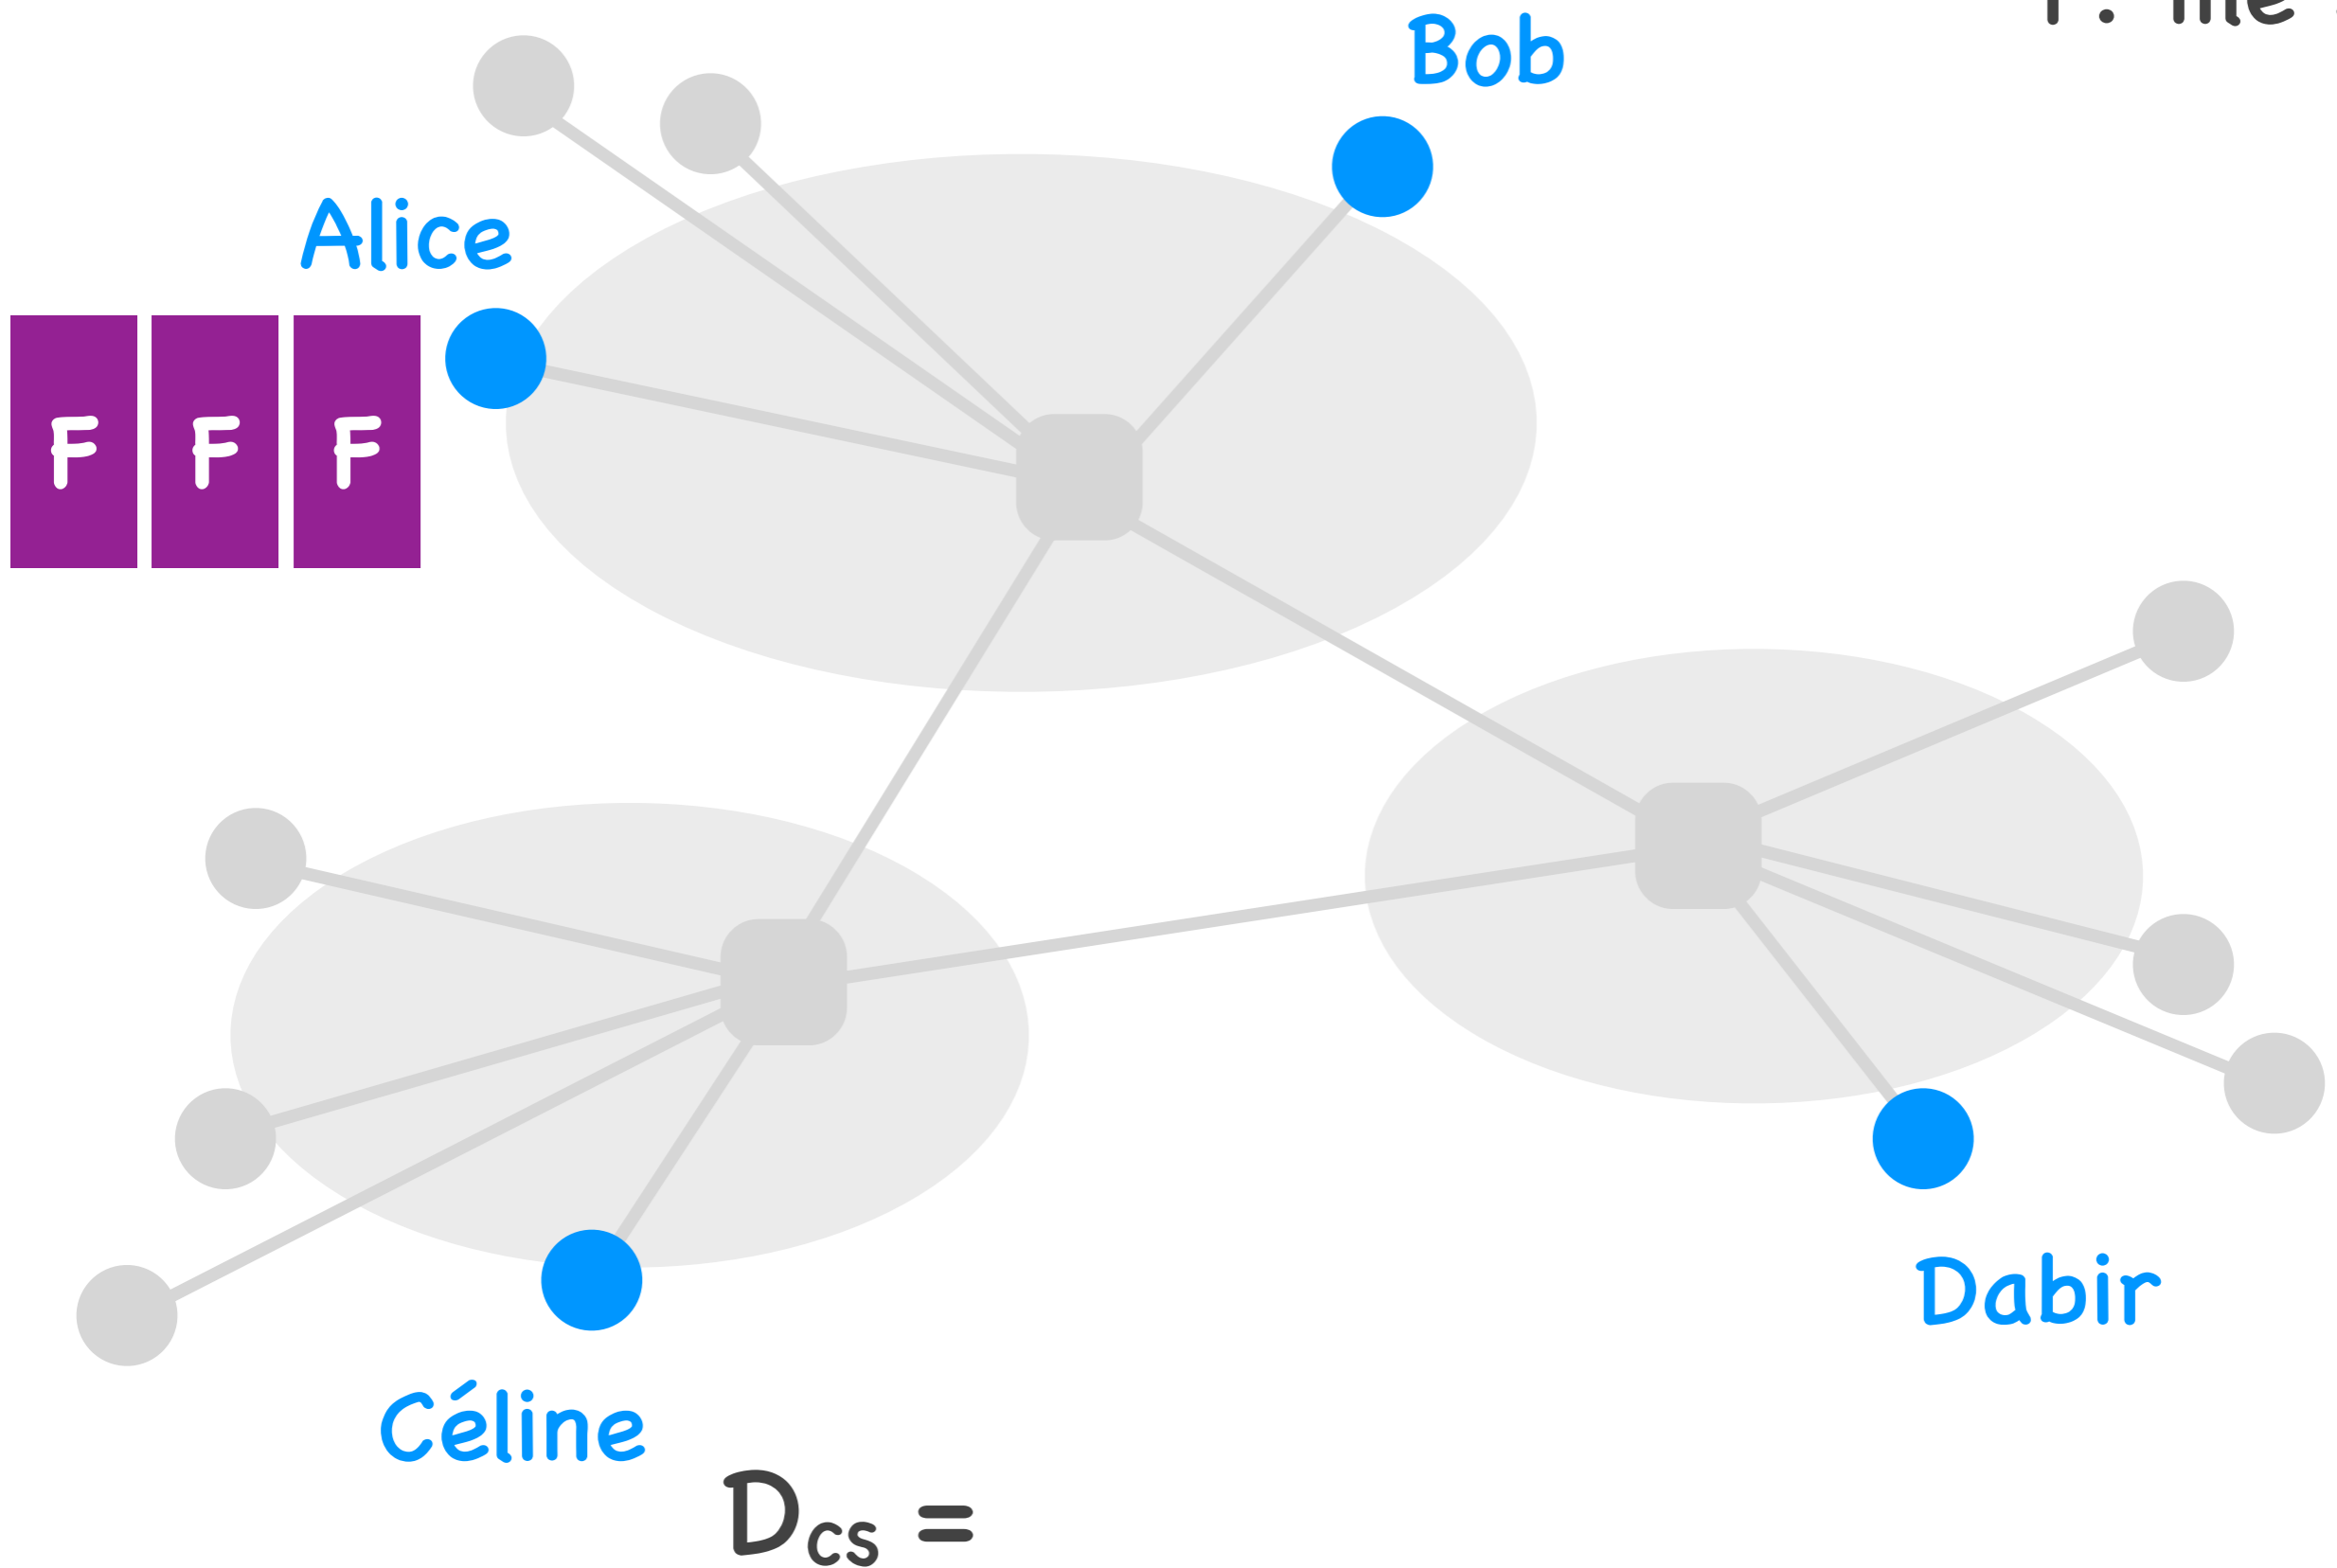 Bob
Alice
F F F
Dabir
Céline
Dcs =